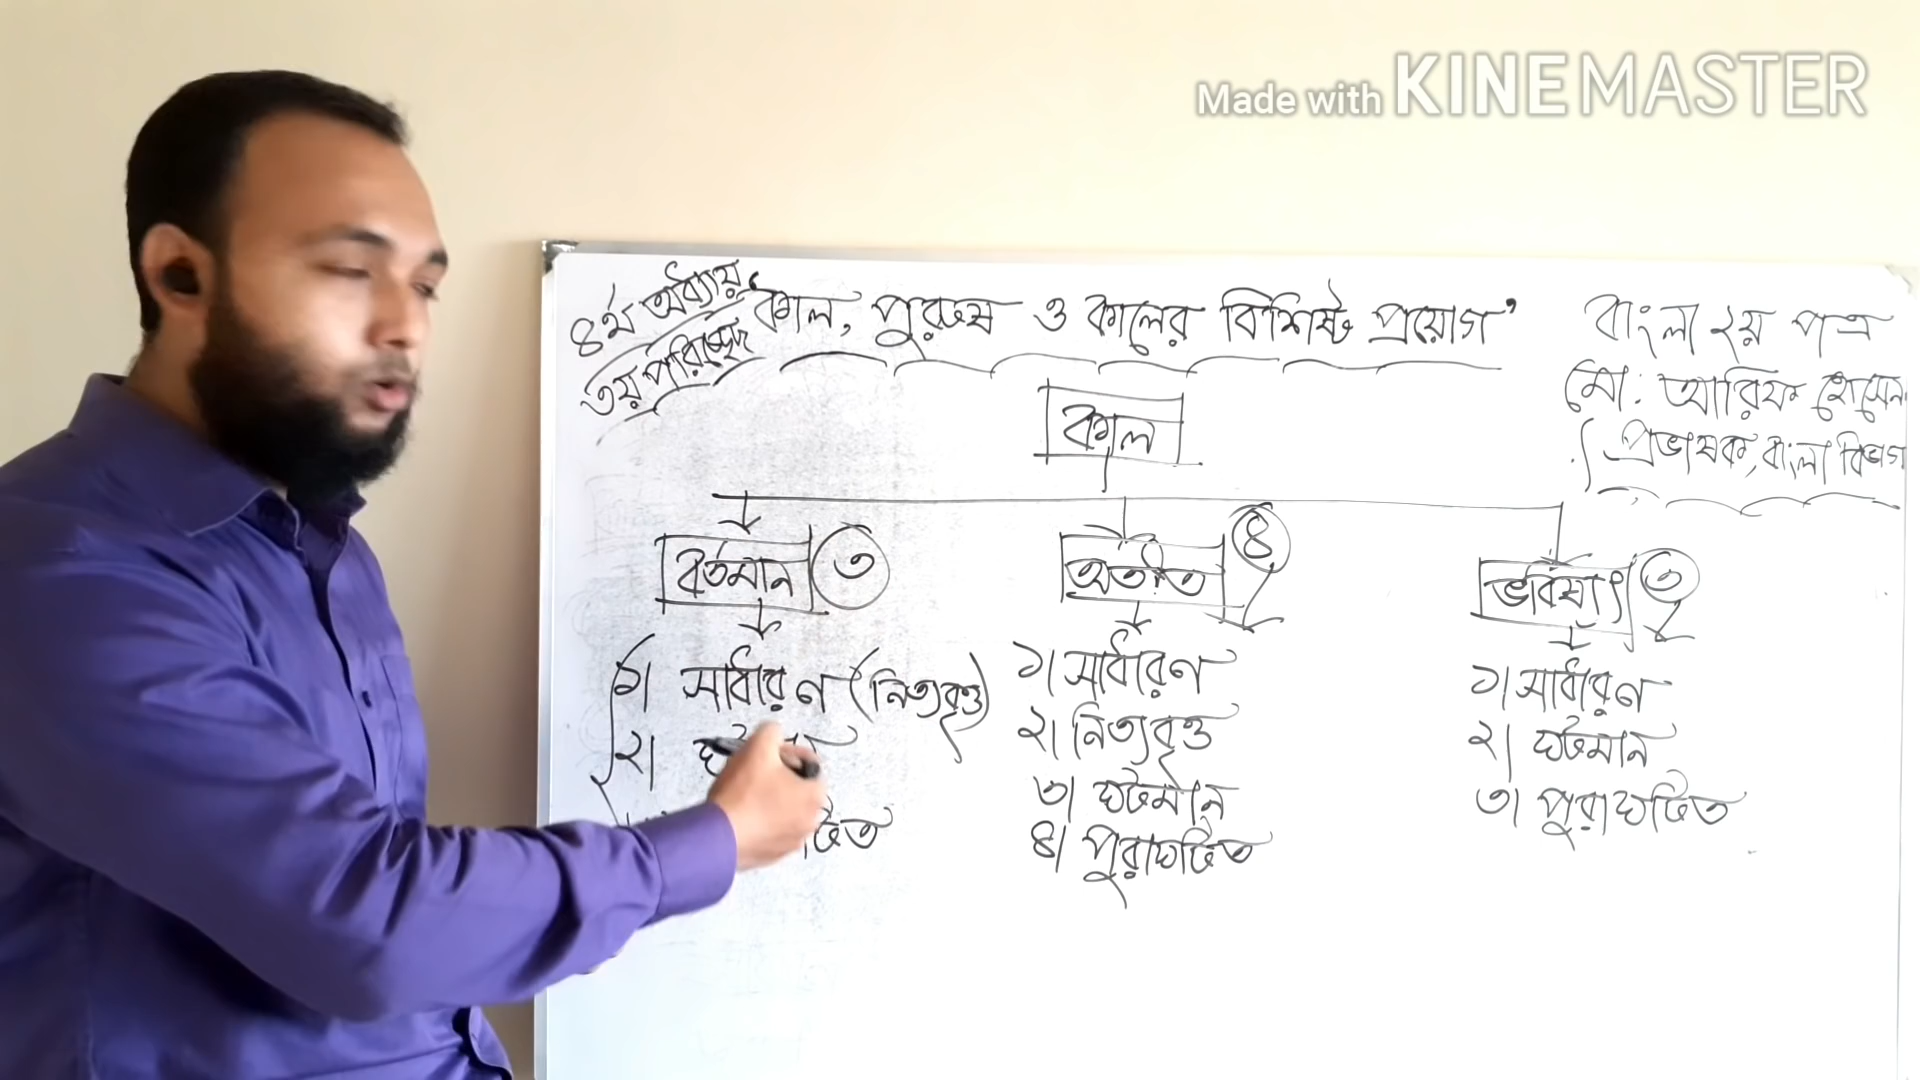 Made with KINEMASTER
৪র্থ অধ্যায়
৩য় পরিচ্ছেদ
'কাল, পুরুষ ও কালের বিশিষ্ট প্রয়োগ'
বাংলা ২য় পত্র
মো: আরিফ হোসেন
প্রভাষক, বাংলা বিভাগ
কাল
বর্তমান ৩
১। সাধারণ (নিত্যবৃত্ত)
২।
অতীত ৪
১। সাধারণ
২। নিত্যবৃত্ত
৩। ঘটমান
৪। পুরাঘটিত
ভবিষ্যৎ ৩
১। সাধারণ
২। ঘটমান
৩। পুরাঘটিত